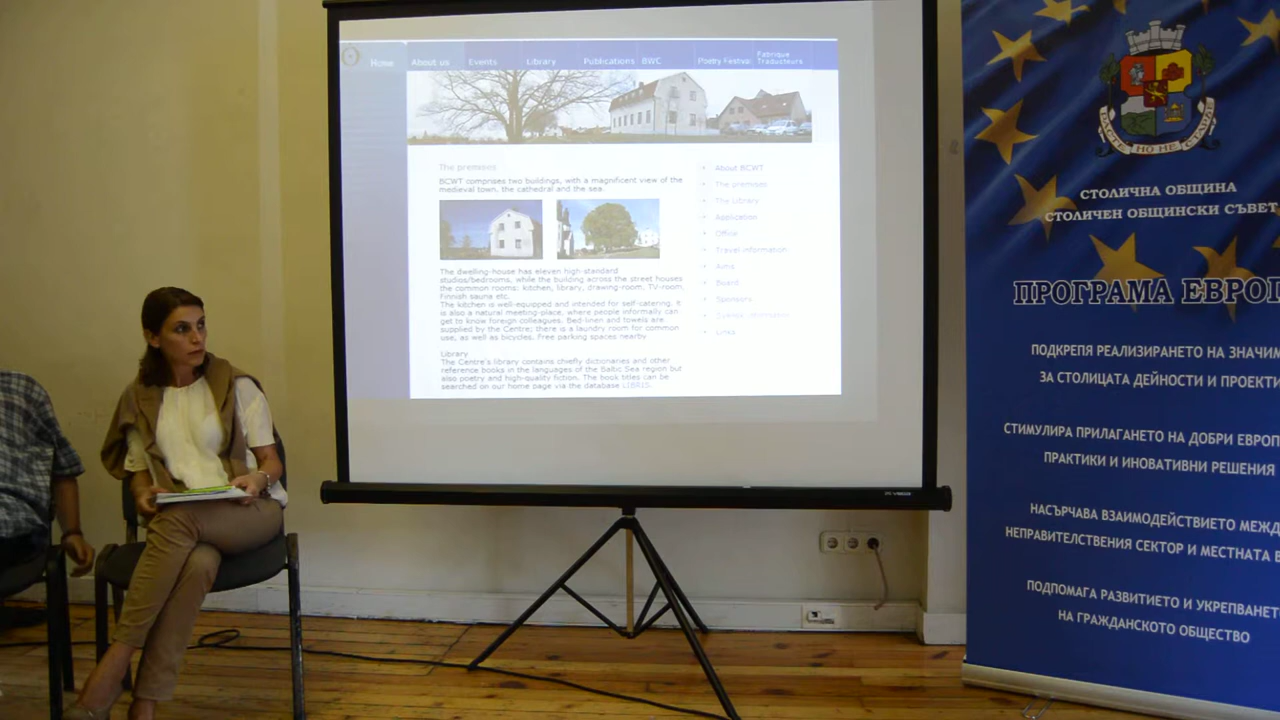 Home
About us
Events
Library
Publications
BWC
Poetry Festival
Fabrique
Traducteurs
The premises
BCWT comprises two buildings, with a magnificent view of the
medieval town, the cathedral and the sea.
The dwelling-house has eleven high-standard
studios/bedrooms, while the building across the street houses
the common rooms: kitchen, library, drawing-room, TV-room,
Finnish sauna etc.
The kitchen is well-equipped and intended for self-catering. It
is also a natural meeting-place, where people informally can
get to know foreign colleagues. Bed-linen and towels are
supplied by the Centre; there is a laundry room for common
use, as well as bicycles. Free parking spaces nearby
Library
The Centre's library contains chiefly dictionaries and other
reference books in the languages of the Baltic Sea region but
also poetry and high-quality fiction. The book titles can be
searched on our home page via the database LIBRIS.
About BCWT
The premises
The Library
Application
Office
Travel information
Aims
Board
Sponsors
Links
РАСТЕ НО НЕ СТАРЕЕ
СТОЛИЧНА ОБЩИНА
СТОЛИЧЕН ОБЩИНСКИ СЪВЕТ
ПРОГРАМА ЕВРОП
ПОДКРЕПЯ РЕАЛИЗИРАНЕТО НА ЗНАЧИМ
ЗА СТОЛИЦАТА ДЕЙНОСТИ И ПРОЕКТИ
СТИМУЛИРА ПРИЛАГАНЕТО НА ДОБРИ ЕВРОП
ПРАКТИКИ И ИНОВАТИВНИ РЕШЕНИЯ
НАСЪРЧАВА ВЗАИМОДЕЙСТВИЕТО МЕЖД
НЕПРАВИТЕЛСТВЕНИЯ СЕКТОР И МЕСТНАТА В
ПОДПОМАГА РАЗВИТИЕТО И УКРЕПВАНЕТ
НА ГРАЖДАНСКОТО ОБЩЕСТВО